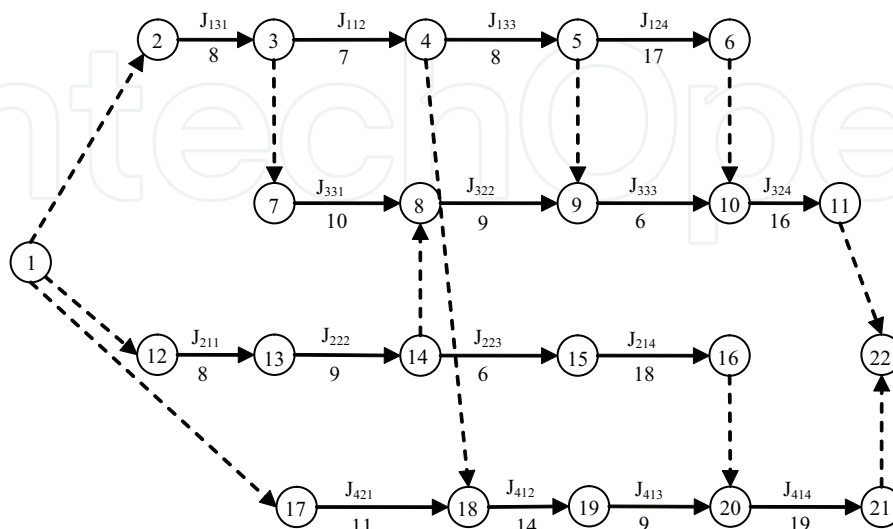 J131 J112 J133 J124
2 3 4 5 6
8 7 8 17
ntechOpe
J331 J322 J333 J324
7 8 9 10 11
10 9 6 16
1
J211 J222 J223 J214
12 13 14 15 16 22
8 9 6 18
J421 J412 J413 J414
17 18 19 20 21
11 14 9 19